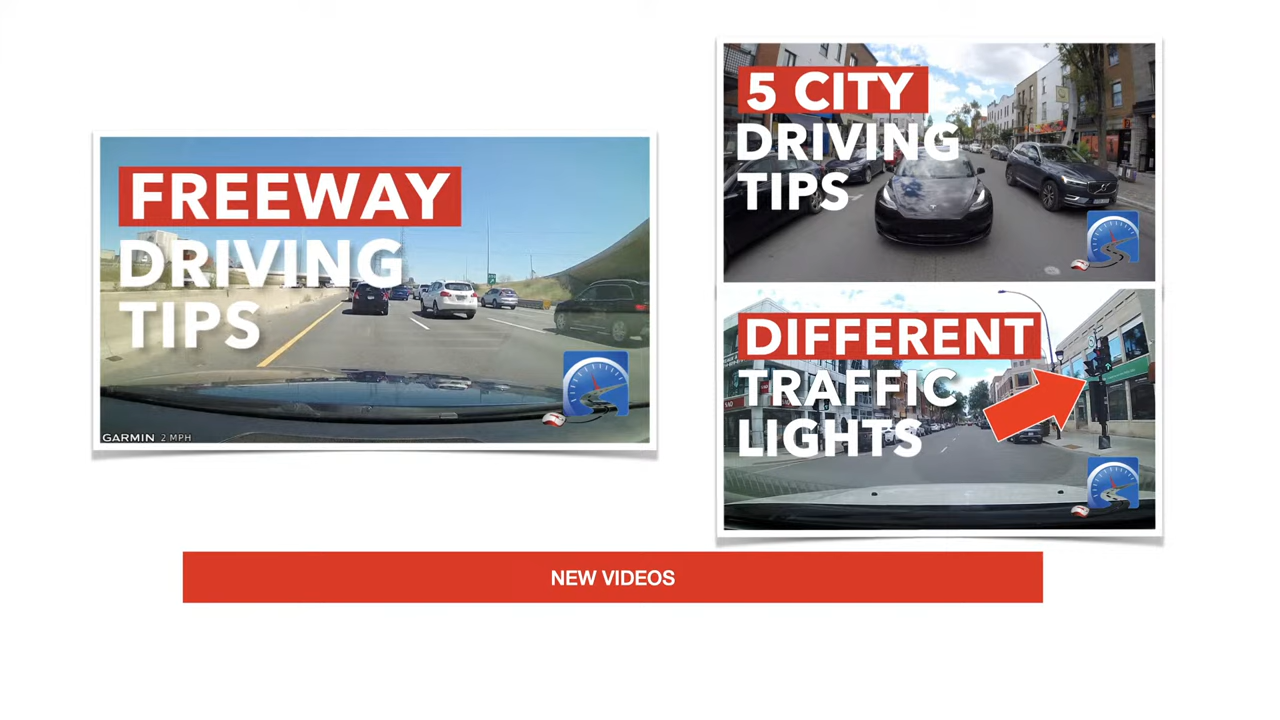 FREEWAY
DRIVING
TIPS
GARMIN 2 MPH
5 CITY
DRIVING
TIPS
DIFFERENT
TRAFFIC
LIGHTS
NEW VIDEOS